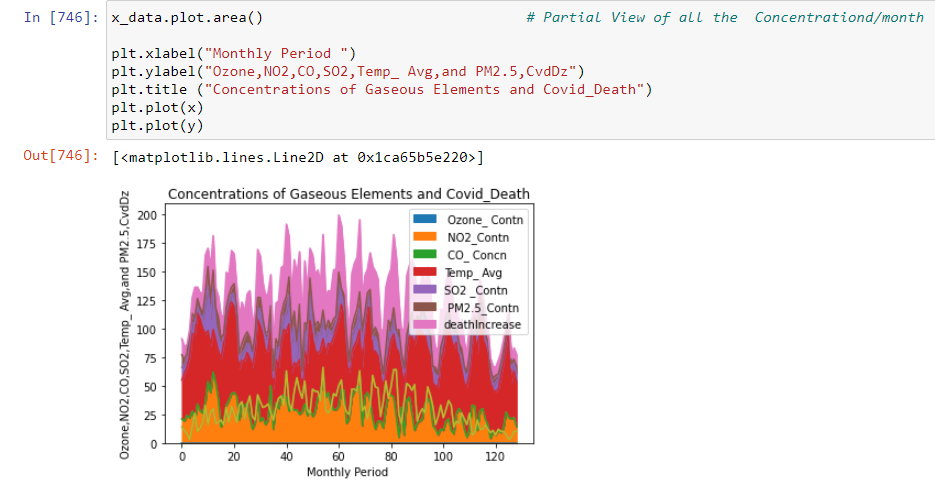 In [746]: x_data.plot.area() # Partial View of all the Concentrationd/month
plt.xlabel("Monthly Period ")
plt.ylabel("Ozone,NO2,CO,SO2,Temp_ Avg,and PM2.5,CvdDz")
plt.title ("Concentrations of Gaseous Elements and Covid_Death")
plt.plot(x)
plt.plot(y)
Out[746]: [<matplotlib.lines.Line2D at 0x1ca65b5e220>]
Concentrations of Gaseous Elements and Covid_Death
Ozone,NO2,CO,SO2,Temp_ Avg,and PM2.5,CvdDz
200
175
150
125
100
75
50
25
0
Ozone_ Contn
NO2_Contn
CO_ Concn
Temp_ Avg
SO2 _Contn
PM2.5_Contn
deathIncrease
0 20 40 60 80 100 120
Monthly Period